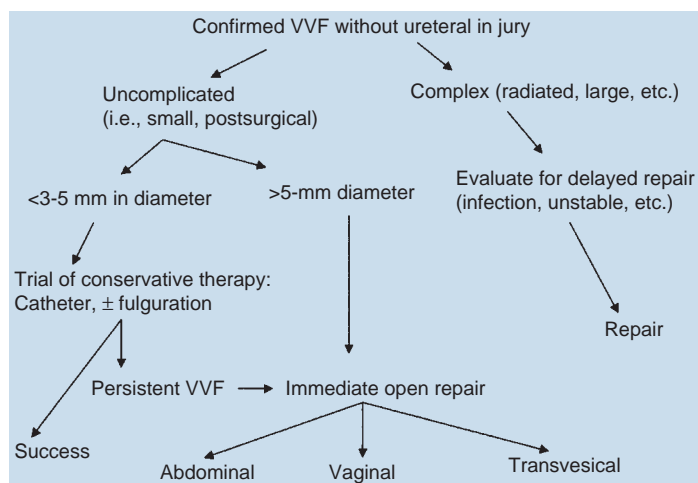 Confirmed VVF without ureteral in jury
Uncomplicated
(i.e., small, postsurgical)
Complex (radiated, large, etc.)
<3-5 mm in diameter
>5-mm diameter
Evaluate for delayed repair
(infection, unstable, etc.)
Trial of conservative therapy:
Catheter, ± fulguration
Repair
Persistent VVF
Immediate open repair
Success
Abdominal
Vaginal
Transvesical